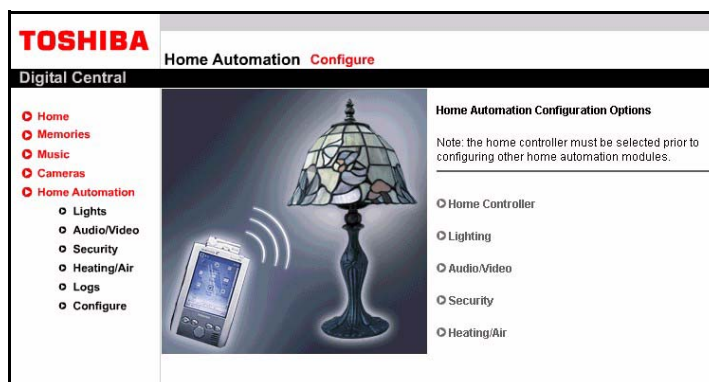 TOSHIBA
Home Automation Configure
Digital Central
Home
Memories
Music
Cameras
Home Automation
Lights
Audio/Video
Security
Heating/Air
Logs
Configure
Home Automation Configuration Options
Note: the home controller must be selected prior to
configuring other home automation modules.
Home Controller
Lighting
Audio/Video
Security
Heating/Air